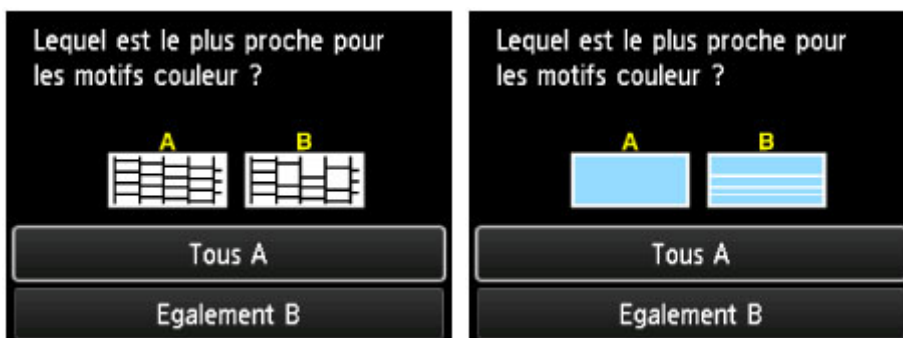 Lequel est le plus proche pour
les motifs couleur ?
A B
Tous A
Egalement B
Lequel est le plus proche pour
les motifs couleur ?
A B
Tous A
Egalement B